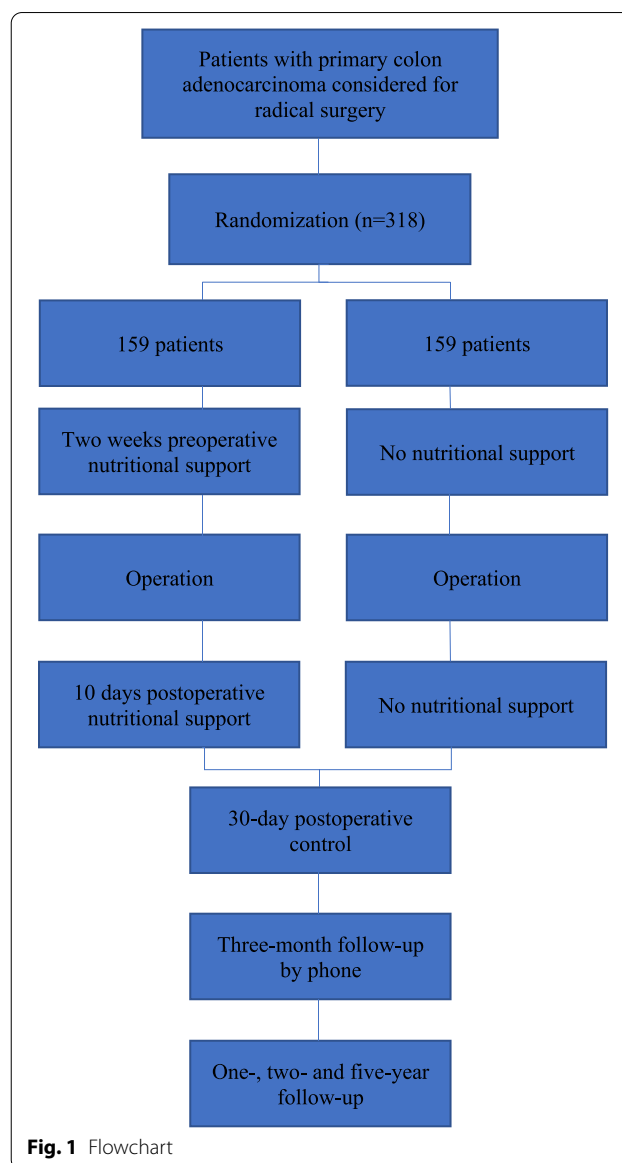 Patients with primary colon
adenocarcinoma considered for
radical surgery
Randomization (n=318)
159 patients
159 patients
Two weeks preoperative
nutritional support
No nutritional support
Operation
Operation
10 days postoperative
nutritional support
No nutritional support
30-day postoperative
control
Three-month follow-up
by phone
One-, two- and five-year
follow-up
Fig. 1 Flowchart